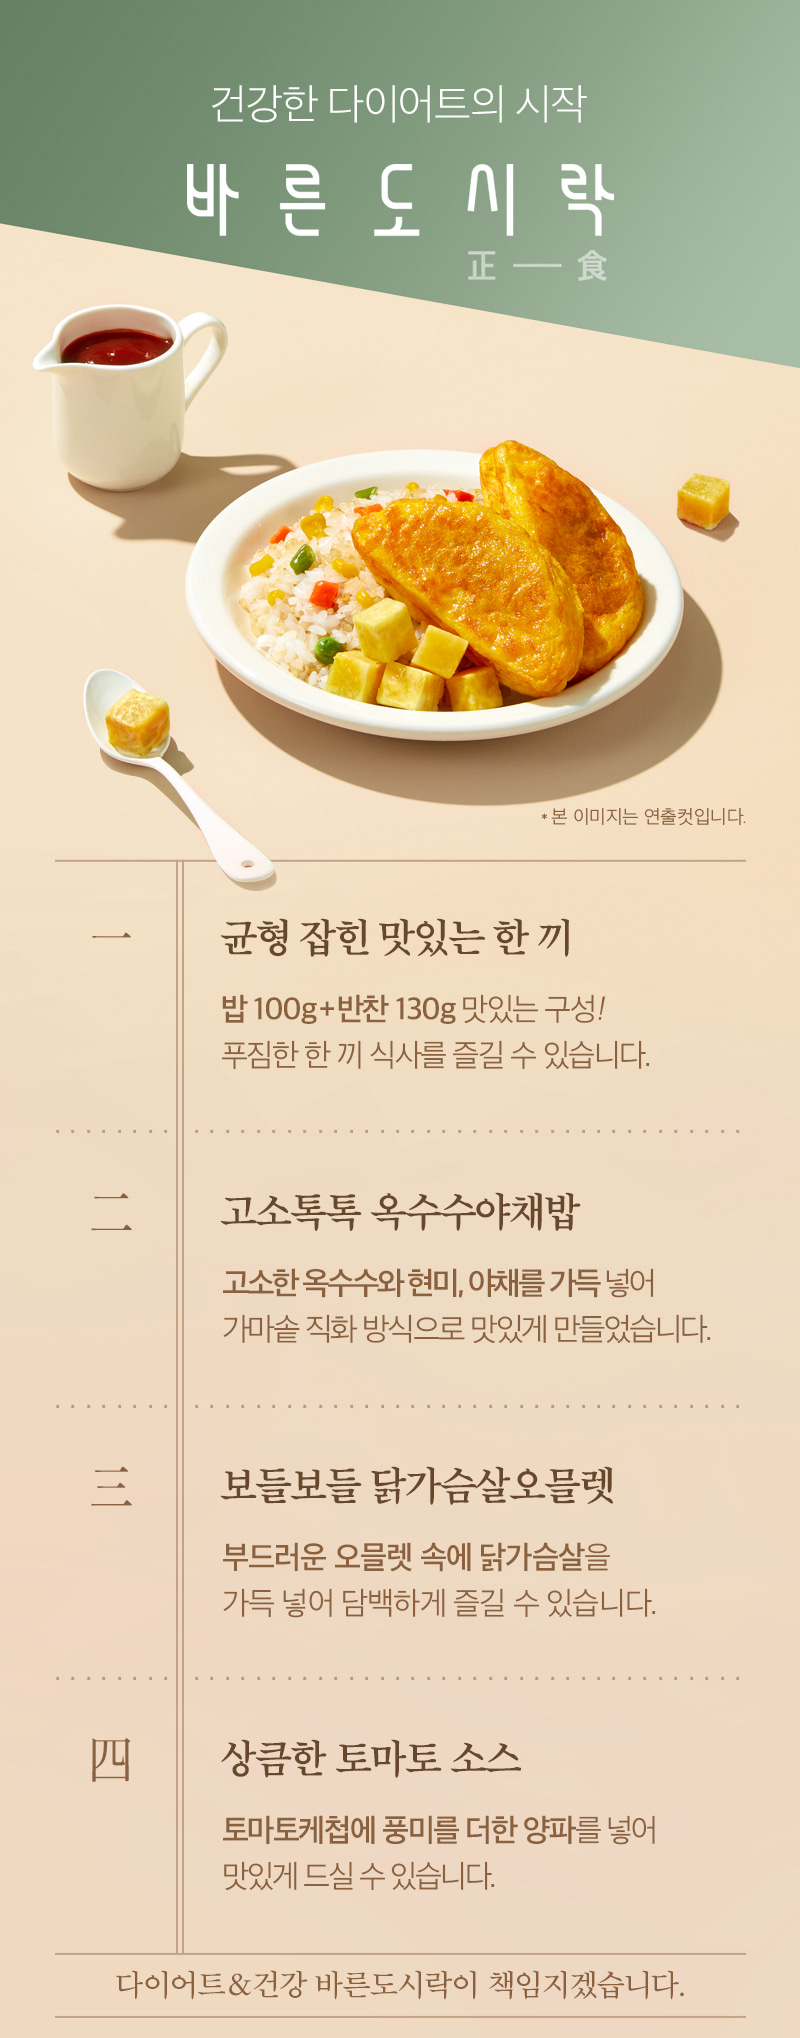 건강한 다이어트의 시작
바른도시락
正 — 食
* 본 이미지는 연출컷입니다.
一
균형 잡힌 맛있는 한 끼
밥 100g+반찬 130g 맛있는 구성!
푸짐한 한 끼 식사를 즐길 수 있습니다.
二
고소톡톡 옥수수야채밥
고소한 옥수수와 현미, 야채를 가득 넣어
가마솥 직화 방식으로 맛있게 만들었습니다.
三
보들보들 닭가슴살오믈렛
부드러운 오믈렛 속에 닭가슴살을
가득 넣어 담백하게 즐길 수 있습니다.
四
상큼한 토마토 소스
토마토케첩에 풍미를 더한 양파를 넣어
맛있게 드실 수 있습니다.
다이어트&건강 바른도시락이 책임지겠습니다.